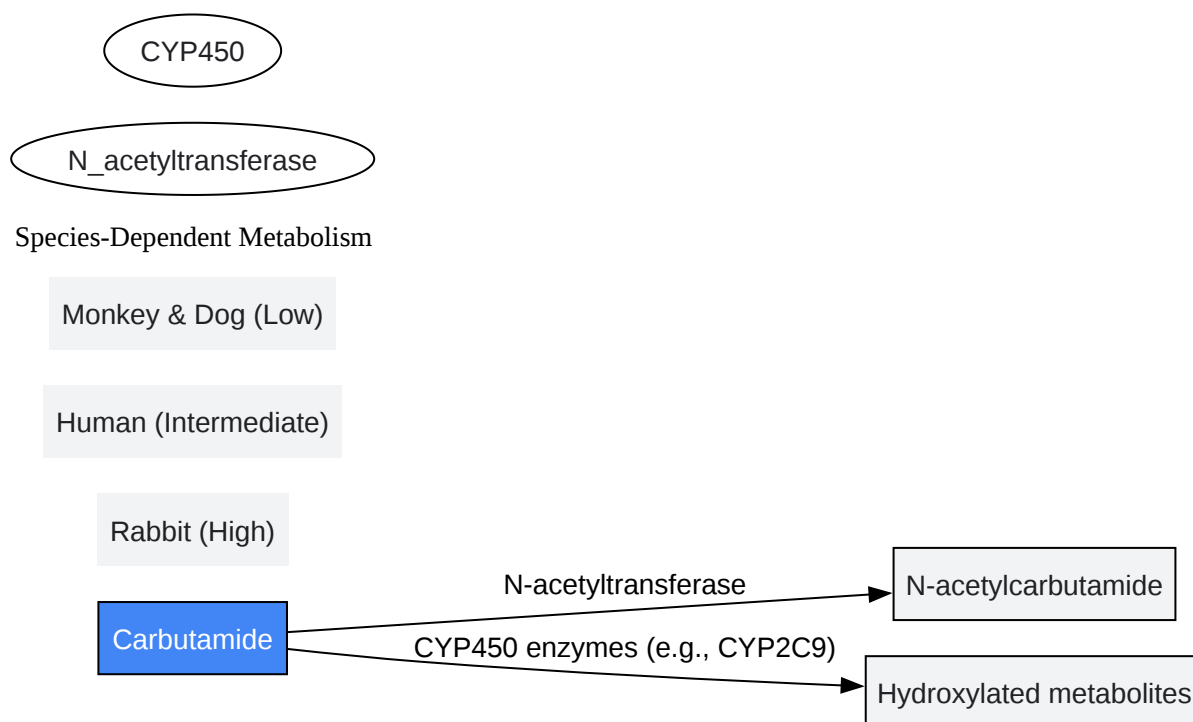 CYP450
N_acetyltransferase
Species-Dependent Metabolism
Monkey & Dog (Low)
Human (Intermediate)
Rabbit (High)
N-acetyltransferase
N-acetylcarbutamide
Carbutamide
CYP450 enzymes (e.g., CYP2C9)
Hydroxylated metabolites